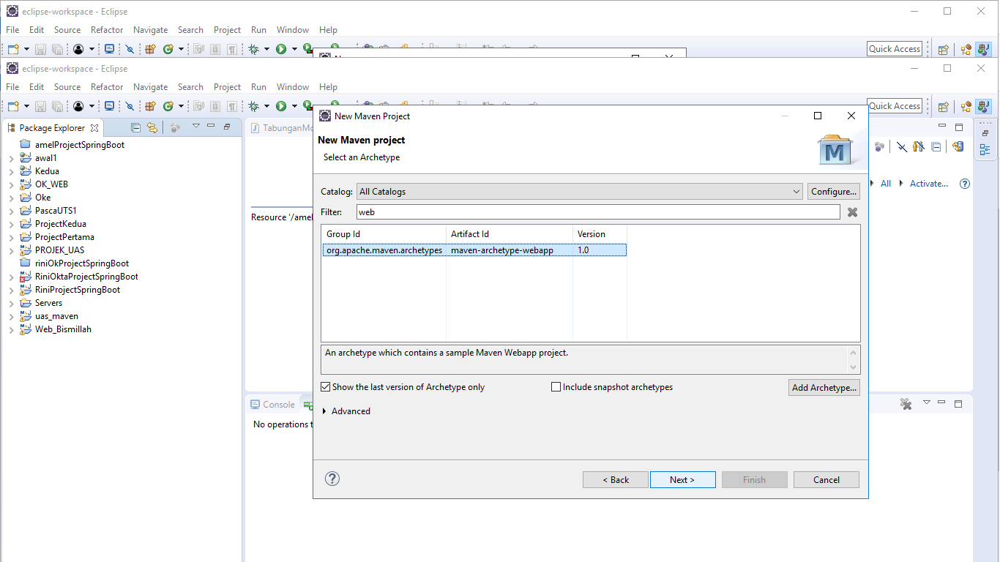 eclipse-workspace - Eclipse
File Edit Source Refactor Navigate Search Project Run Window Help
Quick Access
eclipse-workspace - Eclipse
File Edit Source Refactor Navigate Search Project Run Window Help
Quick Access
Package Explorer
amelProjectSpringBoot
awal1
Kedua
OK_WEB
Oke
PascaUTS1
ProjectKedua
ProjectPertama
PROJEK_UAS
riniOkProjectSpringBoot
RiniOktaProjectSpringBoot
RiniProjectSpringBoot
Servers
uas_maven
Web_Bismillah
TabunganMo
Resource '/amel
All Activate...
Console
No operations t
New Maven Project
New Maven project
Select an Archetype
M
Catalog: All Catalogs Configure...
Filter: web
Group Id Artifact Id Version
org.apache.maven.archetypes maven-archetype-webapp 1.0
An archetype which contains a sample Maven Webapp project.
Show the last version of Archetype only Include snapshot archetypes Add Archetype...
Advanced
? < Back Next > Finish Cancel